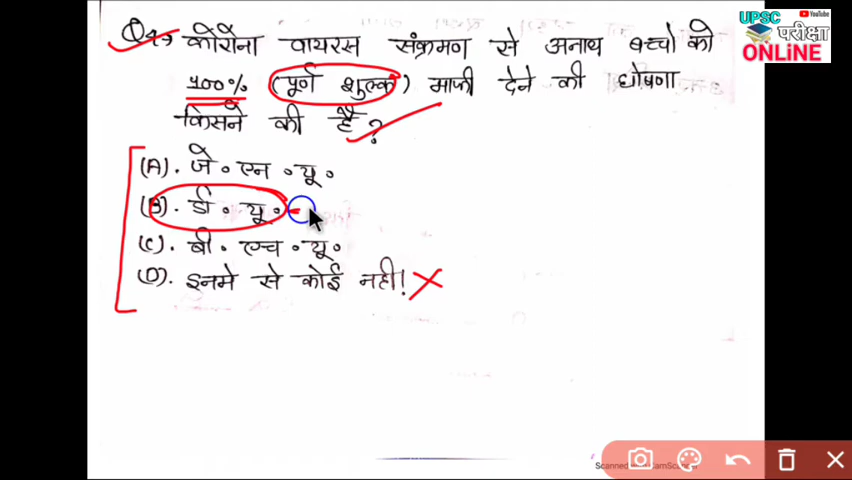 Q→ कोरोना वायरस संक्रमण से अनाथ बच्चो को
100% (पूर्ण शुल्क) माफी देने की घोषणा
किसने की है?
(A). जे॰ एन॰ यू॰
(B). डी॰ यू॰
(C). बी॰ एच॰ यू॰
(D). इनमे से कोई नही!
UPSC YouTube
परीक्षा
ONLiNE